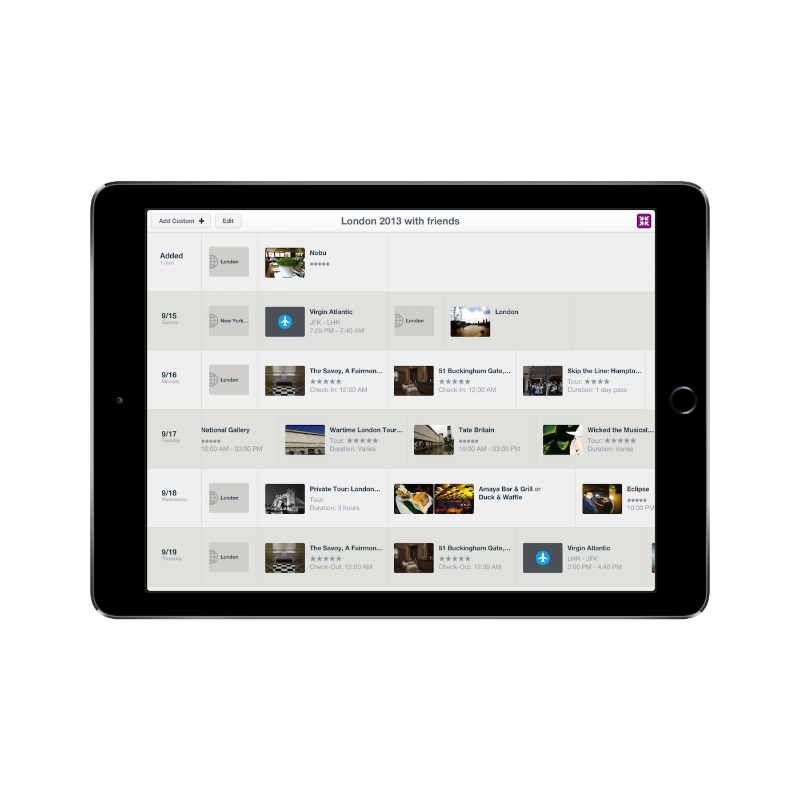 Add Custom +
Edit
London 2013 with friends
Added
1 item
London
Nobu
9/15
Sunday
New York...
Virgin Atlantic
JFK - LHR
7:25 PM - 7:40 AM
London
London
9/16
Monday
London
The Savoy, A Fairmon...
Check-In: 12:00 AM
51 Buckingham Gate,...
Check-In: 12:00 AM
Skip the Line: Hampto...
Tour: ★★★★
Duration: 1 day pass
9/17
Tuesday
National Gallery
10:00 AM - 03:00 PM
Wartime London Tour...
Tour: ★★★★★
Duration: Varies
Tate Britain
10:00 AM - 03:00 PM
Wicked the Musical...
Tour: ★★★★★
Duration: Varies
9/18
Wednesday
London
Private Tour: London...
Tour:
Duration: 3 hours
Amaya Bar & Grill or
Duck & Waffle
Eclipse
10:00 PM
9/19
Thursday
London
The Savoy, A Fairmon...
Check-Out: 12:00 AM
51 Buckingham Gate,...
Check-Out: 12:00 AM
Virgin Atlantic
LHR - JFK
2:00 PM - 4:40 PM